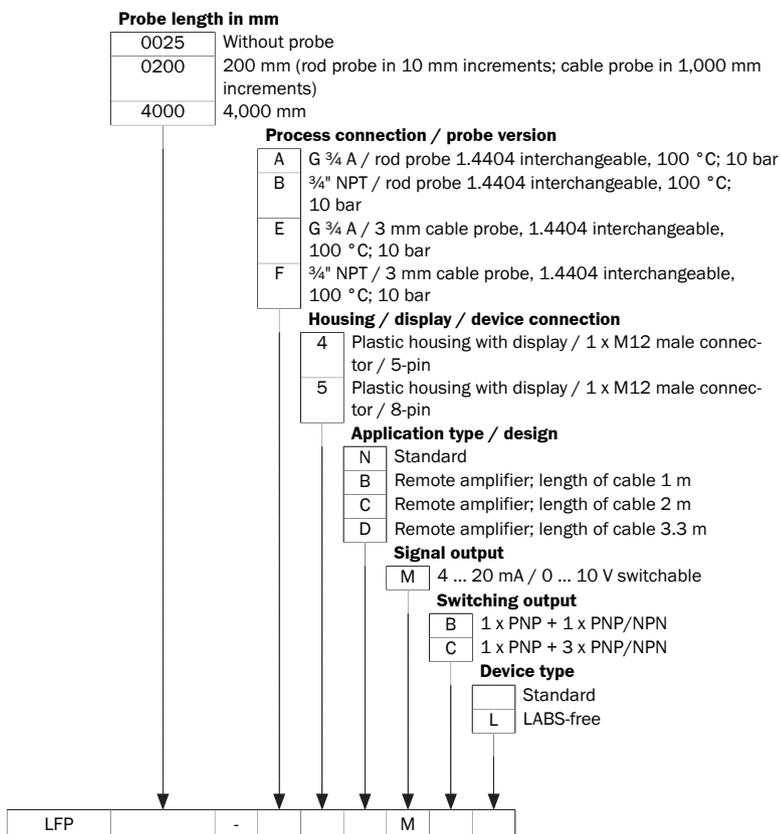 Probe length in mm
0025 Without probe
0200 200 mm (rod probe in 10 mm increments; cable probe in 1,000 mm
increments)
4000 4,000 mm
Process connection / probe version
A G ¾ A / rod probe 1.4404 interchangeable, 100 °C; 10 bar
B ¾" NPT / rod probe 1.4404 interchangeable, 100 °C;
10 bar
E G ¾ A / 3 mm cable probe, 1.4404 interchangeable,
100 °C; 10 bar
F ¾" NPT / 3 mm cable probe, 1.4404 interchangeable,
100 °C; 10 bar
Housing / display / device connection
4 Plastic housing with display / 1 x M12 male connec-
tor / 5-pin
5 Plastic housing with display / 1 x M12 male connec-
tor / 8-pin
Application type / design
N Standard
B Remote amplifier; length of cable 1 m
C Remote amplifier; length of cable 2 m
D Remote amplifier; length of cable 3.3 m
Signal output
M 4 ... 20 mA / 0 ... 10 V switchable
Switching output
B 1 x PNP + 1 x PNP/NPN
C 1 x PNP + 3 x PNP/NPN
Device type
Standard
L LABS-free
LFP - M